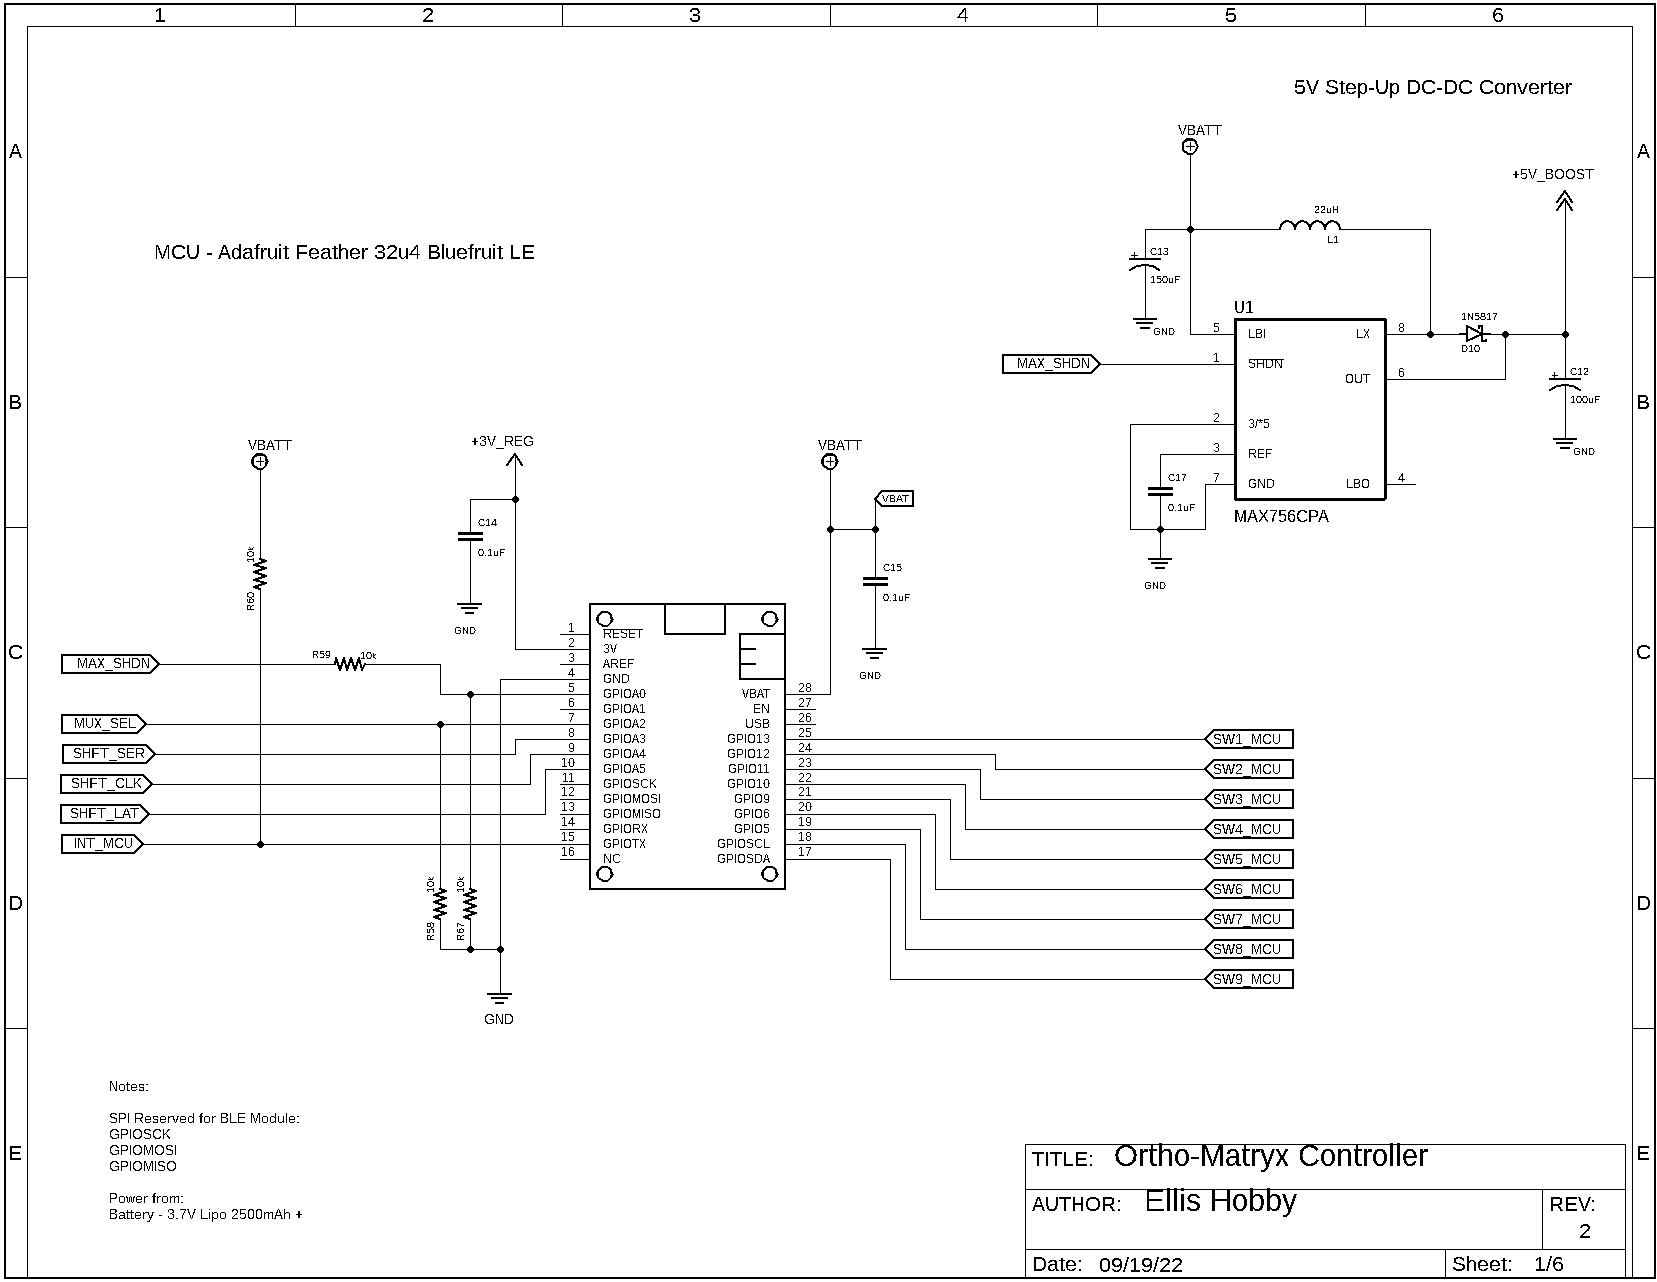 1 2 3 4 5 6
A A
B B
C C
D D
E E
5V Step-Up DC-DC Converter
VBATT
+5V_BOOST
22uH
L1
C13
150uF
GND
U1
5 LBI LX 8
1N5817
D10
MAX_SHDN
1 SHDN
OUT 6
C12
100uF
GND
2 3/*5
3 REF
7 GND LBO 4
C17
0.1uF
MAX756CPA
GND
MCU - Adafruit Feather 32u4 Bluefruit LE
VBATT
+3V_REG
VBATT
VBAT
C14
0.1uF
GND
C15
0.1uF
GND
10k
R60
MAX_SHDN
R59 10k
MUX_SEL
SHFT_SER
SHFT_CLK
SHFT_LAT
INT_MCU
1 RESET
2 3V
3 AREF
4 GND
5 GPIOA0 VBAT 28
6 GPIOA1 EN 27
7 GPIOA2 USB 26
8 GPIOA3 GPIO13 25
9 GPIOA4 GPIO12 24
10 GPIOA5 GPIO11 23
11 GPIOSCK GPIO10 22
12 GPIOMOSI GPIO9 21
13 GPIOMISO GPIO6 20
14 GPIORX GPIO5 19
15 GPIOTX GPIOSCL 18
16 NC GPIOSDA 17
SW1_MCU
SW2_MCU
SW3_MCU
SW4_MCU
SW5_MCU
SW6_MCU
SW7_MCU
SW8_MCU
SW9_MCU
10k
R58
10k
R67
GND
Notes:
SPI Reserved for BLE Module:
GPIOSCK
GPIOMOSI
GPIOMISO
Power from:
Battery - 3.7V Lipo 2500mAh +
TITLE: Ortho-Matryx Controller
AUTHOR: Ellis Hobby
REV:
2
Date: 09/19/22
Sheet: 1/6